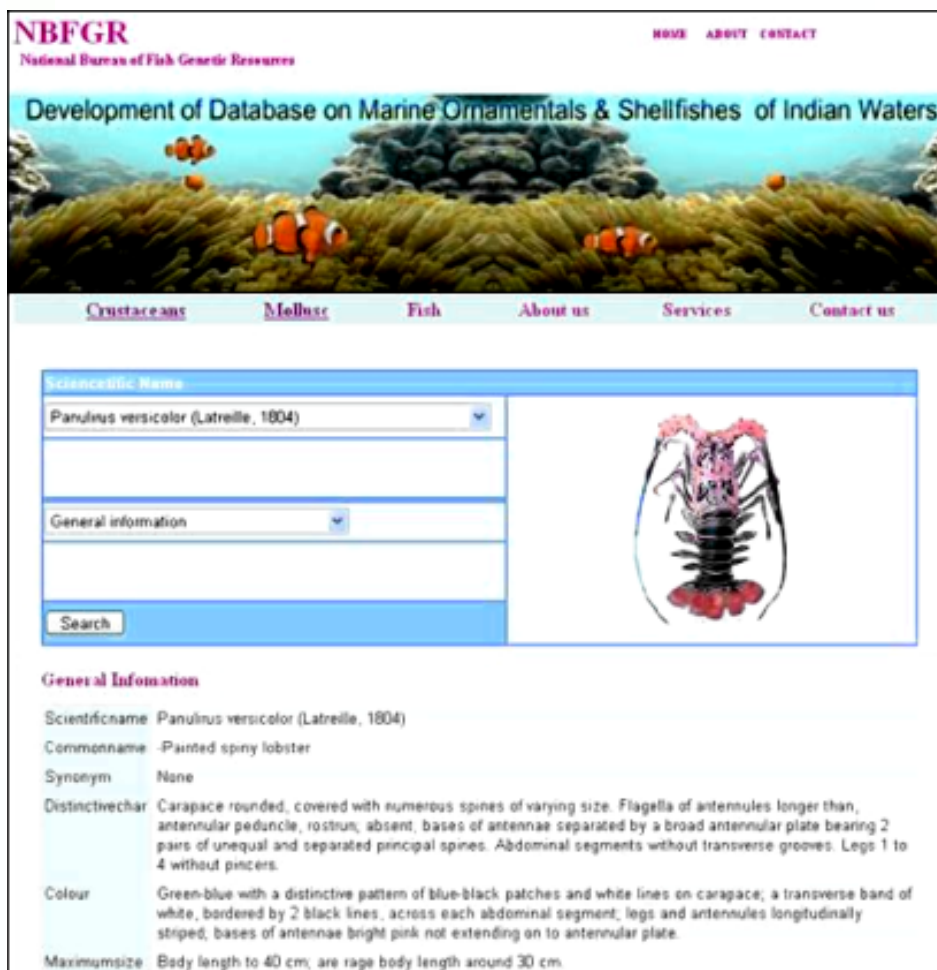 NBFGR
HOME ABOUT CONTACT
National Bureau of Fish Genetic Resources
Development of Database on Marine Ornamentals & Shellfishes of Indian Waters
Crustaceans Mollusc Fish About us Services Contact us
Sciencetific Name
Panulirus versicolor (Latreille, 1804)
General information
Search
General Infomation
Scientificname Panulirus versicolor (Latreille, 1804)
Commonname -Painted spiny lobster
Synonym None
Distinctivechar Carapace rounded, covered with numerous spines of varying size. Flagella of antennules longer than,
antennular peduncle, rostrun; absent, bases of antennae separated by a broad antennular plate bearing 2
pairs of unequal and separated principal spines. Abdominal segments without transverse grooves. Legs 1 to
4 without pincers.
Colour Green-blue with a distinctive pattern of blue-black patches and white lines on carapace; a transverse band of
white, bordered by 2 black lines, across each abdominal segment; legs and antennules longitudinally
striped; bases of antennae bright pink not extending on to antennular plate.
Maximumsize Body length to 40 cm; are rage body length around 30 cm.